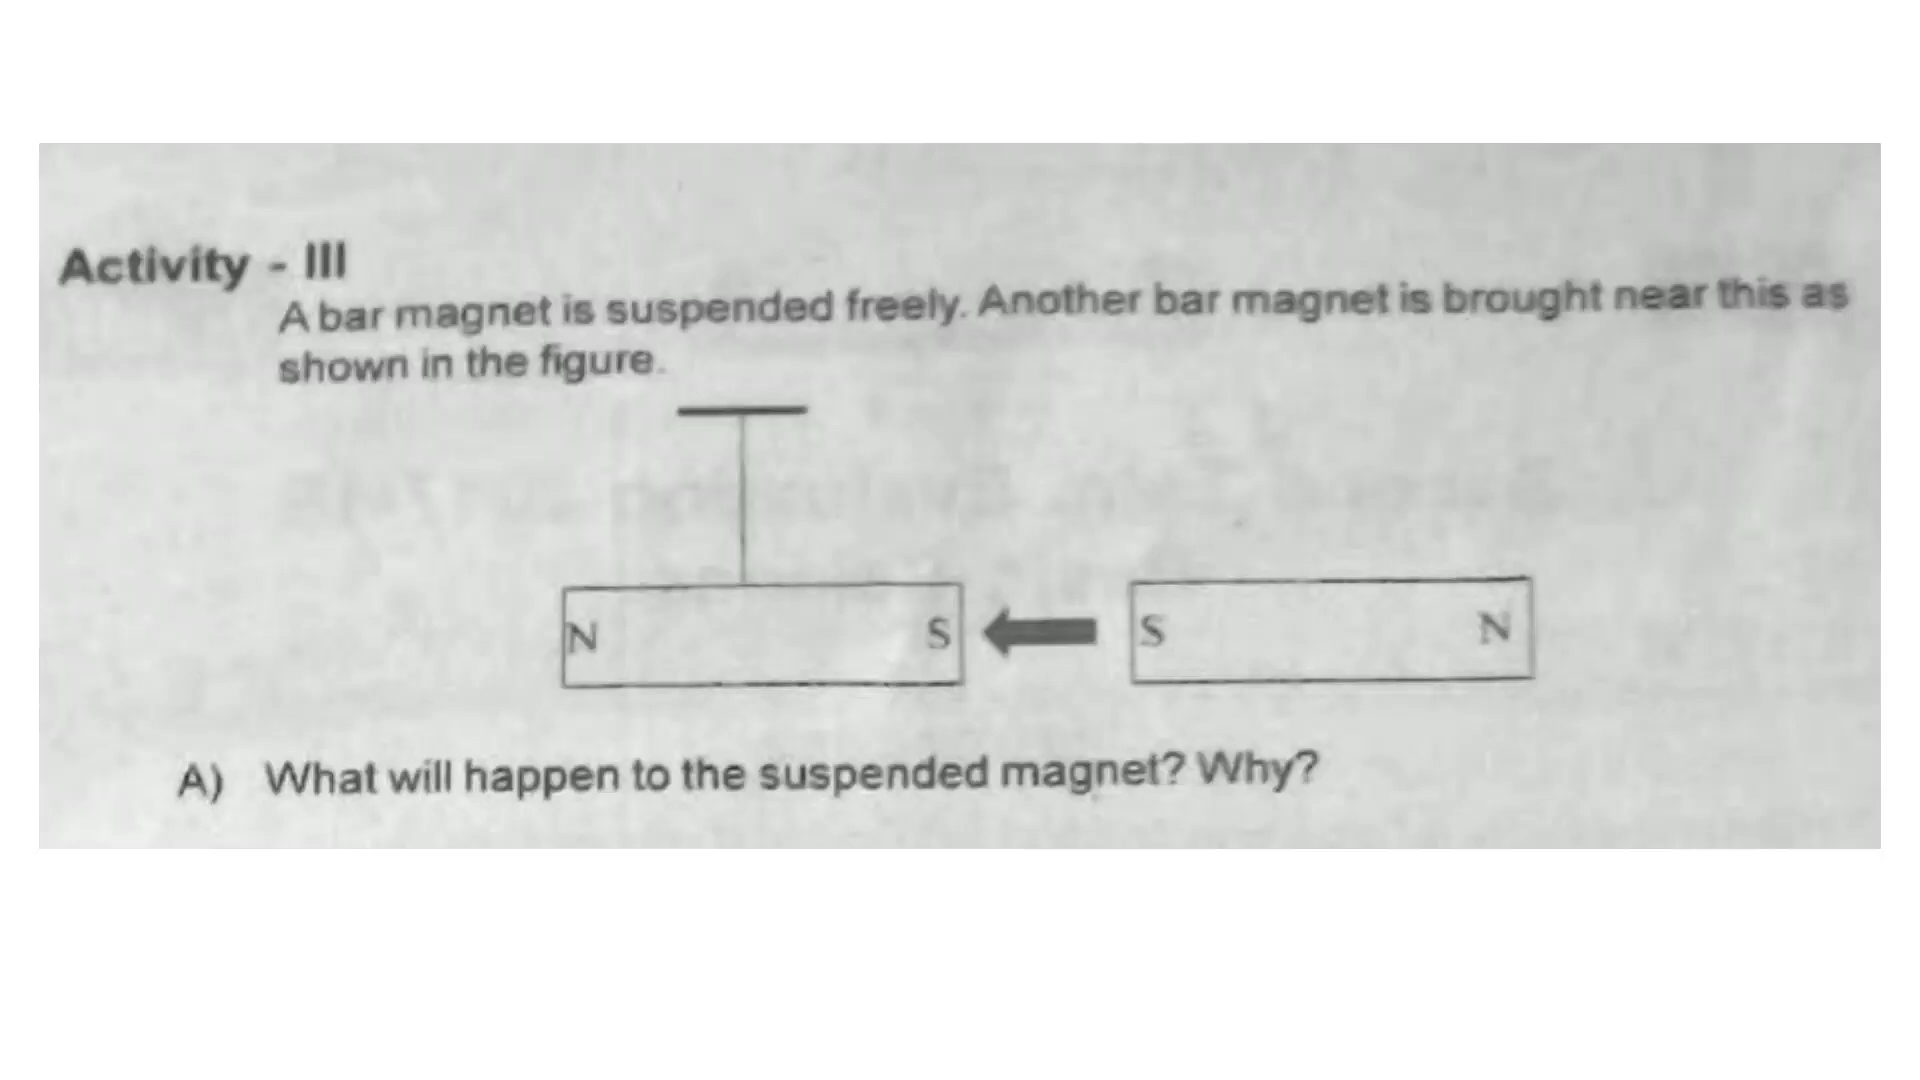 Activity - III
A bar magnet is suspended freely. Another bar magnet is brought near this as
shown in the figure.
N S S N
A) What will happen to the suspended magnet? Why?